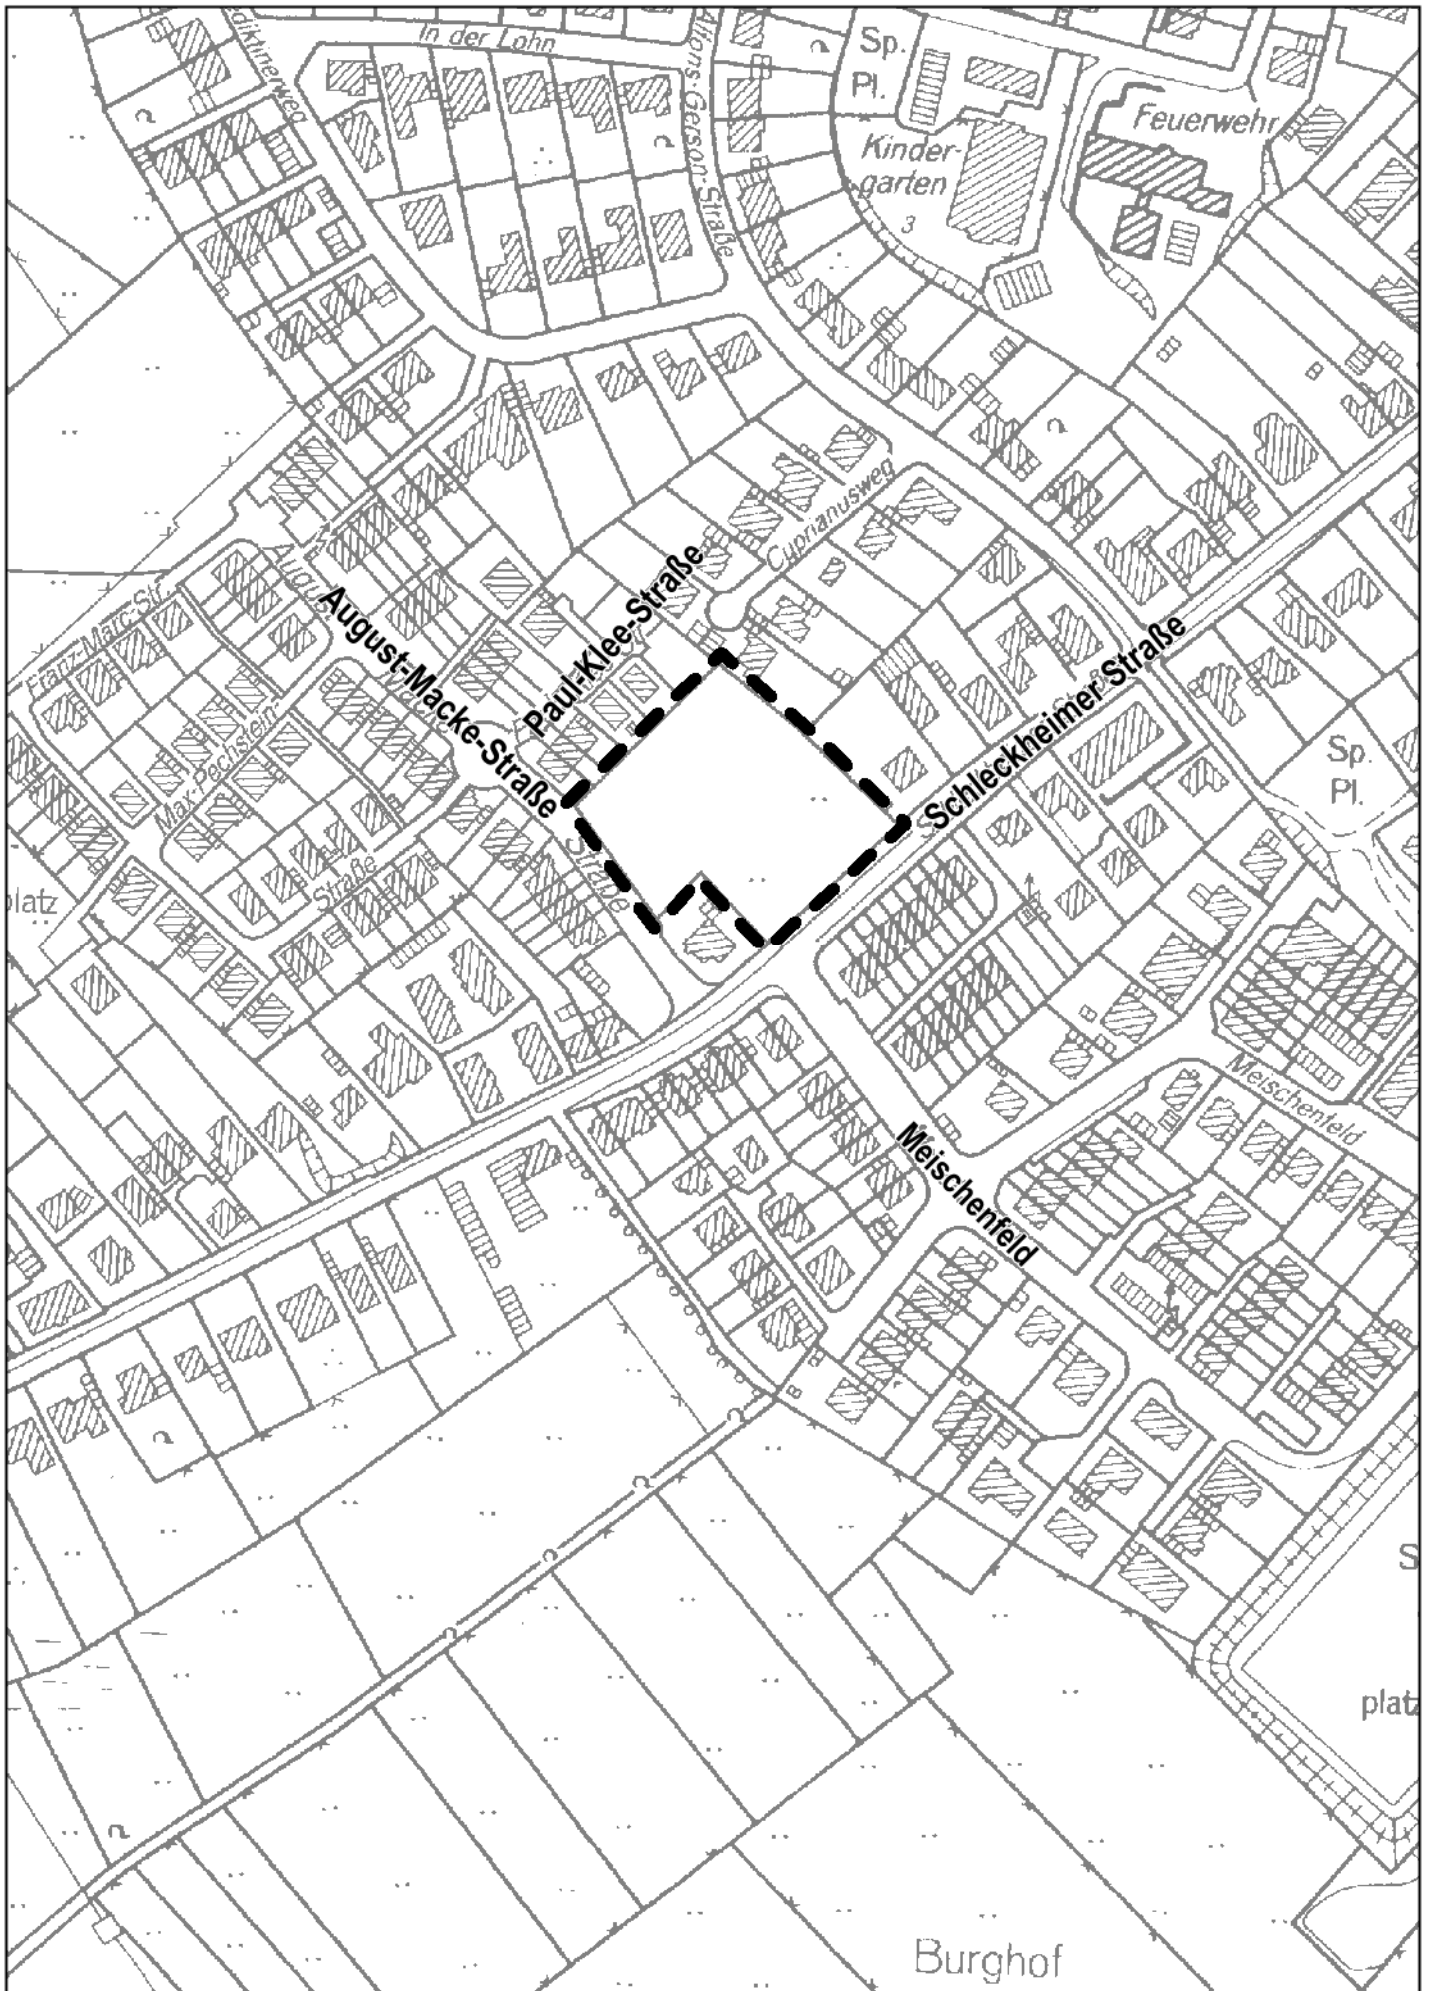 In der Lohn
Alfons-Gerson-Straße
Sp.
Pl.
Feuerwehr
Kinder-
garten
3
Cyprianusweg
Paul-Klee-Straße
August-Macke-Straße
Franz-Marc-Str.
Max-Pechstein-
Straße
Straße
Schleckheimer Straße
Sp.
Pl.
platz
Meischenfeld
Meischenfeld
S
platz
Burghof